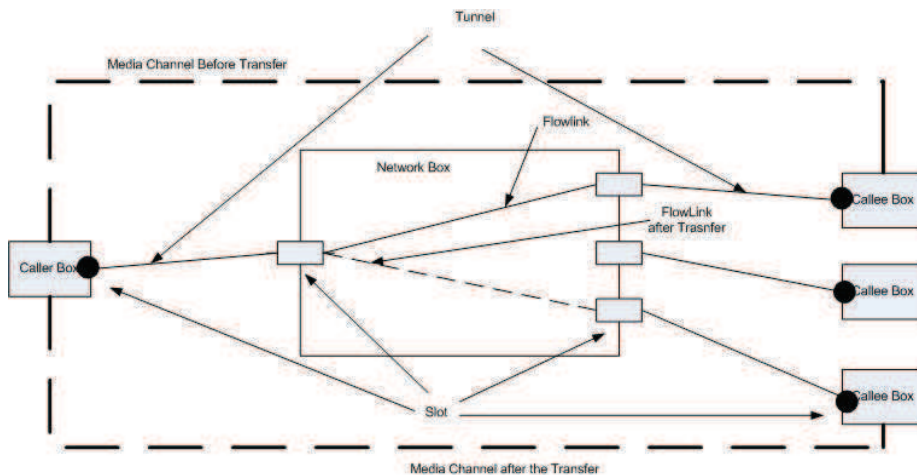 Tunnel
Media Channel Before Transfer
Flowlink
Network Box
Callee Box
FlowLink
after Trasnfer
Caller Box
Callee Box
Callee Box
Slot
Media Channel after the Transfer